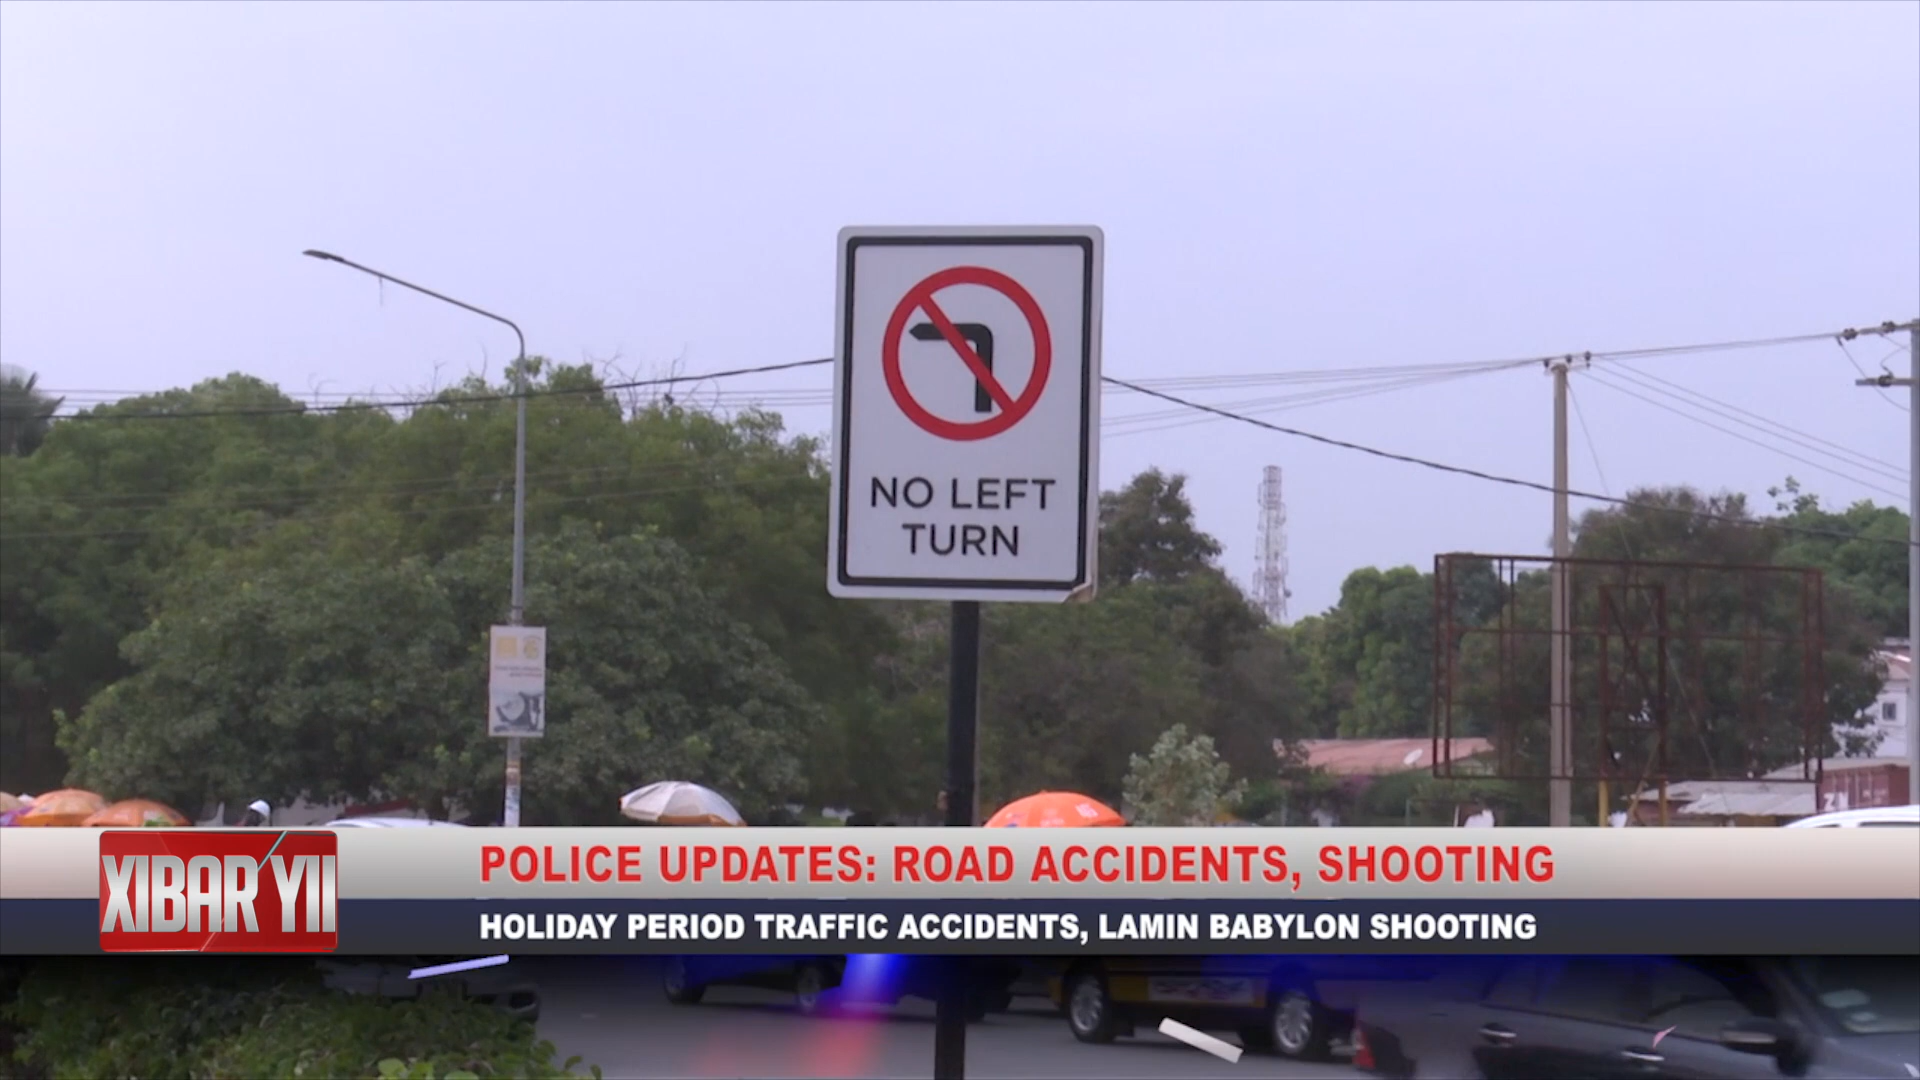 NO LEFT
TURN
POLICE UPDATES: ROAD ACCIDENTS, SHOOTING
XIBAR YII
HOLIDAY PERIOD TRAFFIC ACCIDENTS, LAMIN BABYLON SHOOTING